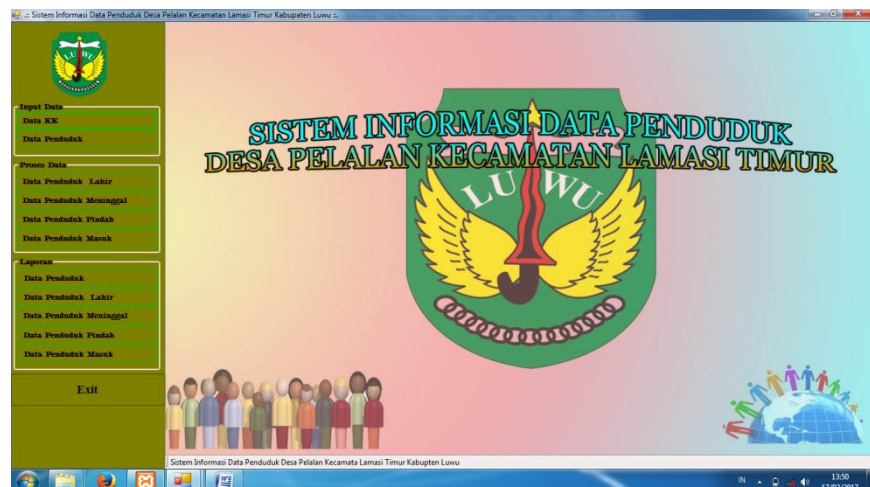 .:: Sistem Informasi Data Penduduk Desa Pelalan Kecamatan Lamasi Timur Kabupaten Luwu ::.
LUWU
Input Data
Data KK
Data Penduduk
Proses Data
Data Penduduk Lahir
Data Penduduk Meninggal
Data Penduduk Pindah
Data Penduduk Masuk
Laporan
Data Penduduk
Data Penduduk Lahir
Data Penduduk Meninggal
Data Penduduk Pindah
Data Penduduk Masuk
Exit
SISTEM INFORMASI DATA PENDUDUK
DESA PELALAN KECAMATAN LAMASI TIMUR
LUWU
Sistem Informasi Data Penduduk Desa Pelalan Kecamata Lamasi Timur Kabupten Luwu
IN
13:50